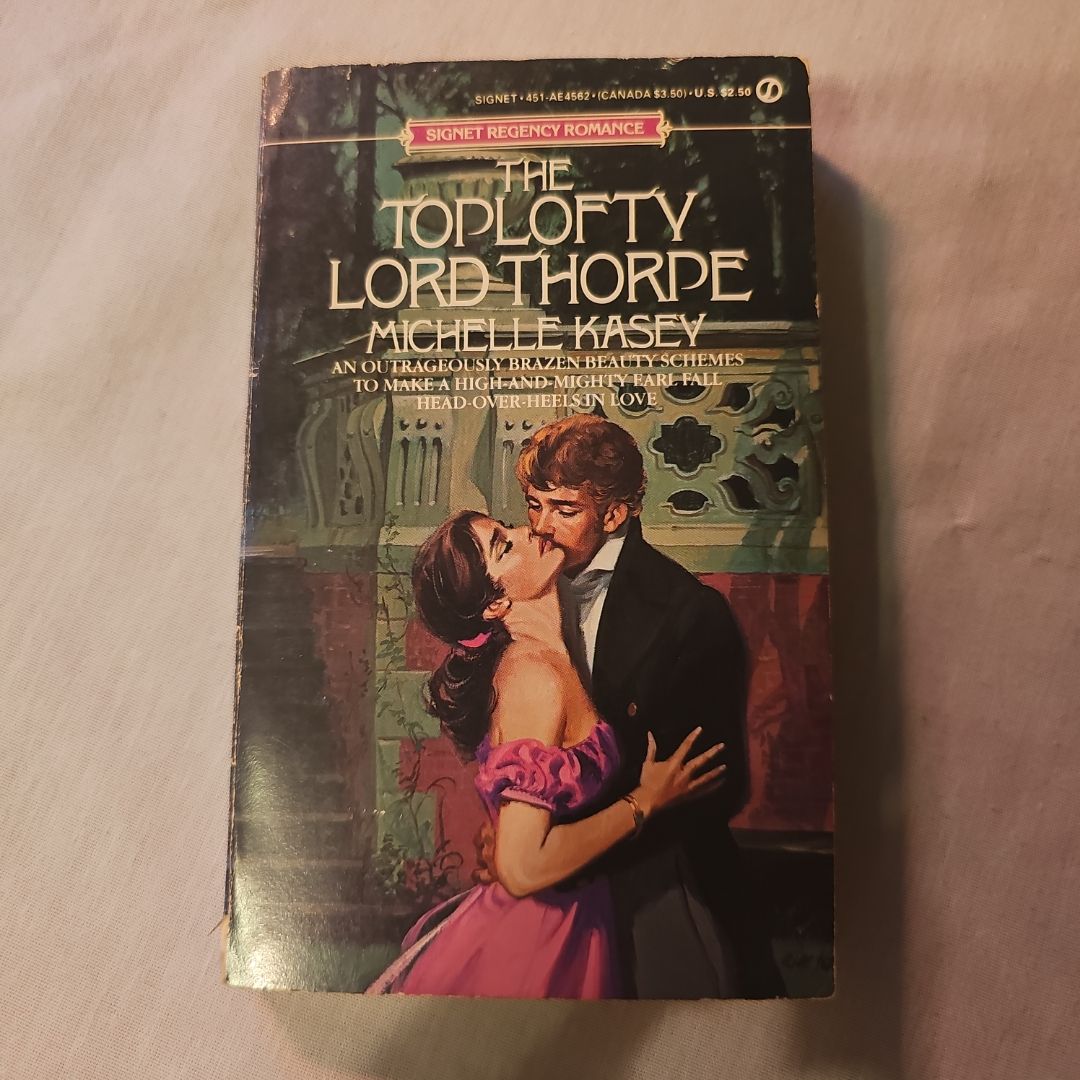 SIGNET • 451-AE4562 • (CANADA $3.50) • U.S. $2.50
SIGNET REGENCY ROMANCE
THE
TOPLOFTY
LORD THORPE
MICHELLE KASEY
AN OUTRAGEOUSLY BRAZEN BEAUTY SCHEMES
TO MAKE A HIGH-AND-MIGHTY EARL FALL
HEAD-OVER-HEELS IN LOVE